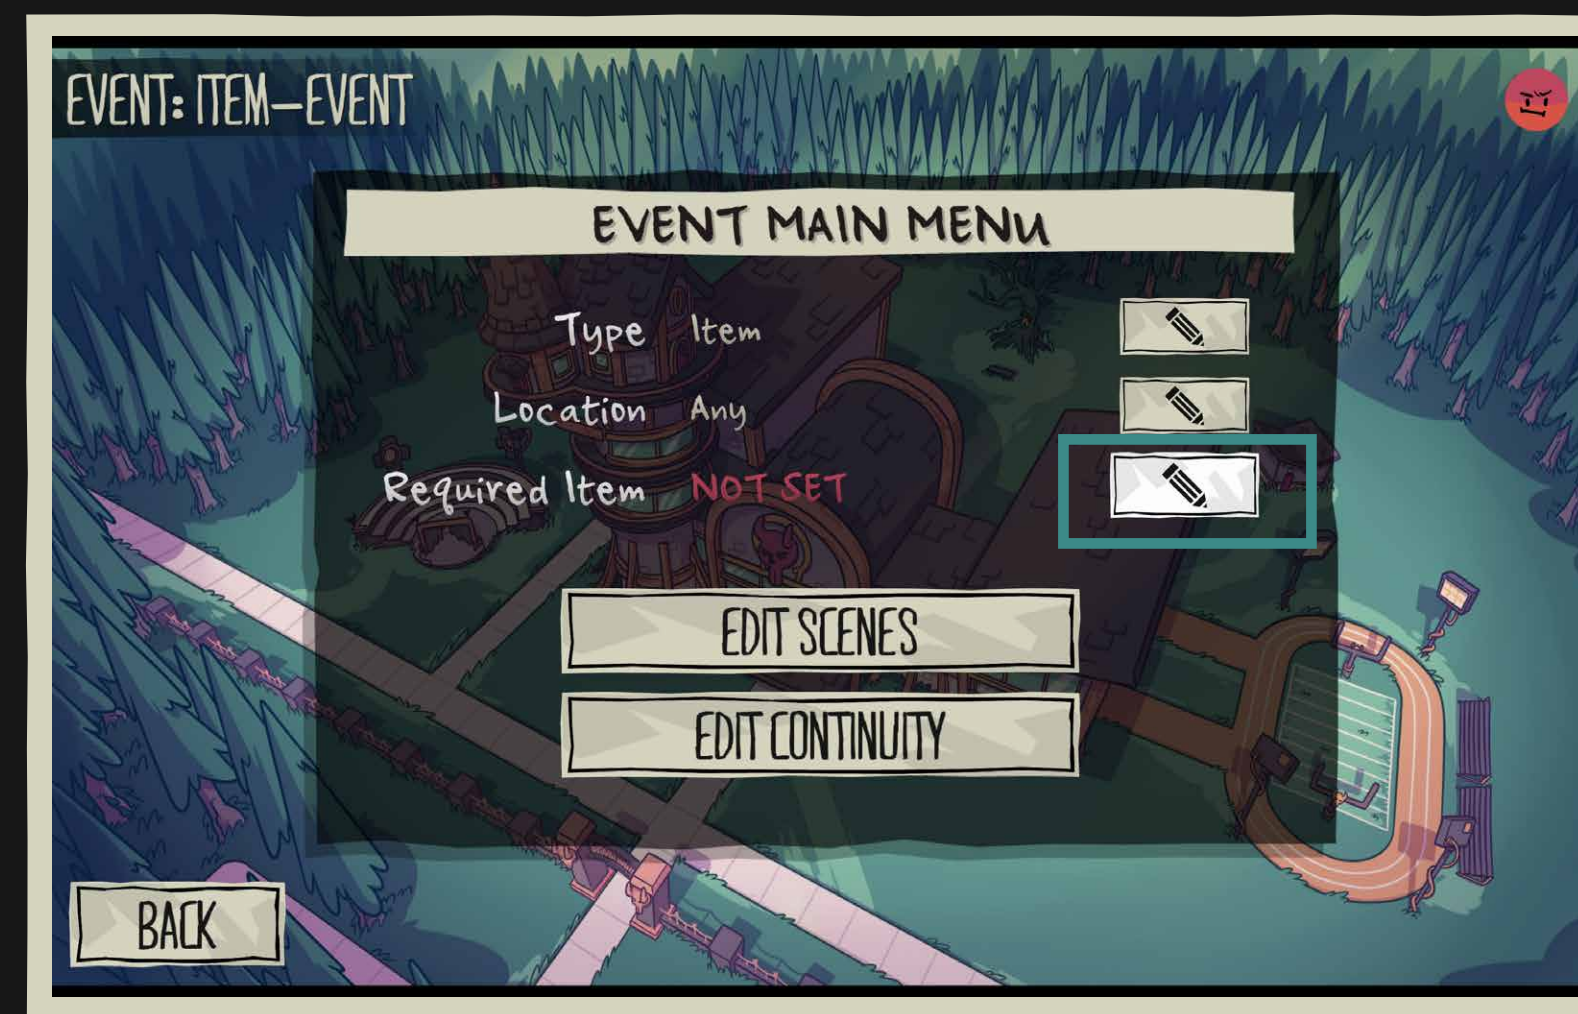 EVENT: ITEM-EVENT
EVENT MAIN MENU
Type Item
Location Any
Required Item NOT SET
EDIT SCENES
EDIT CONTINUITY
BACK